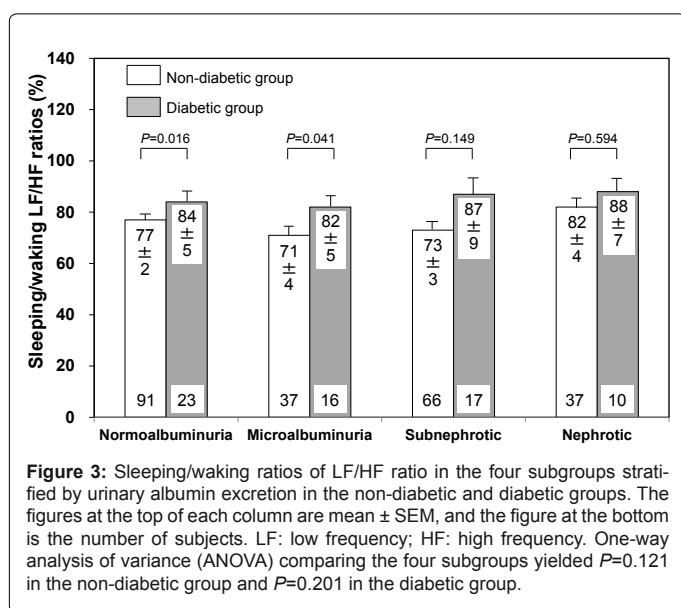 140
120
100
80
60
40
20
0
Sleeping/waking LF/HF ratios (%)
Non-diabetic group
Diabetic group
P=0.016
P=0.041
P=0.149
P=0.594
77
±
2
84
±
5
71
±
4
82
±
5
73
±
3
87
±
9
82
±
4
88
±
7
91
23
37
16
66
17
37
10
Normoalbuminuria
Microalbuminuria
Subnephrotic
Nephrotic
Figure 3: Sleeping/waking ratios of LF/HF ratio in the four subgroups strati-
fied by urinary albumin excretion in the non-diabetic and diabetic groups. The
figures at the top of each column are mean ± SEM, and the figure at the bottom
is the number of subjects. LF: low frequency; HF: high frequency. One-way
analysis of variance (ANOVA) comparing the four subgroups yielded P=0.121
in the non-diabetic group and P=0.201 in the diabetic group.